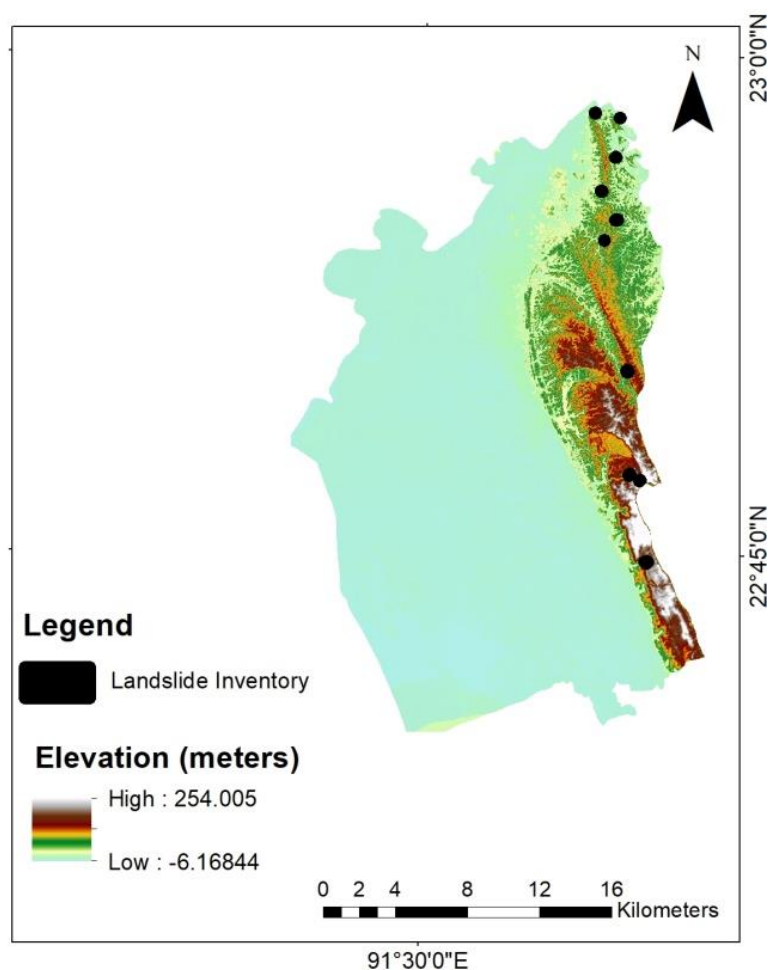 23°0'0"N
N
22°45'0"N
Legend
Landslide Inventory
Elevation (meters)
High : 254.005
Low : -6.16844
0 2 4 8 12 16
Kilometers
91°30'0"E